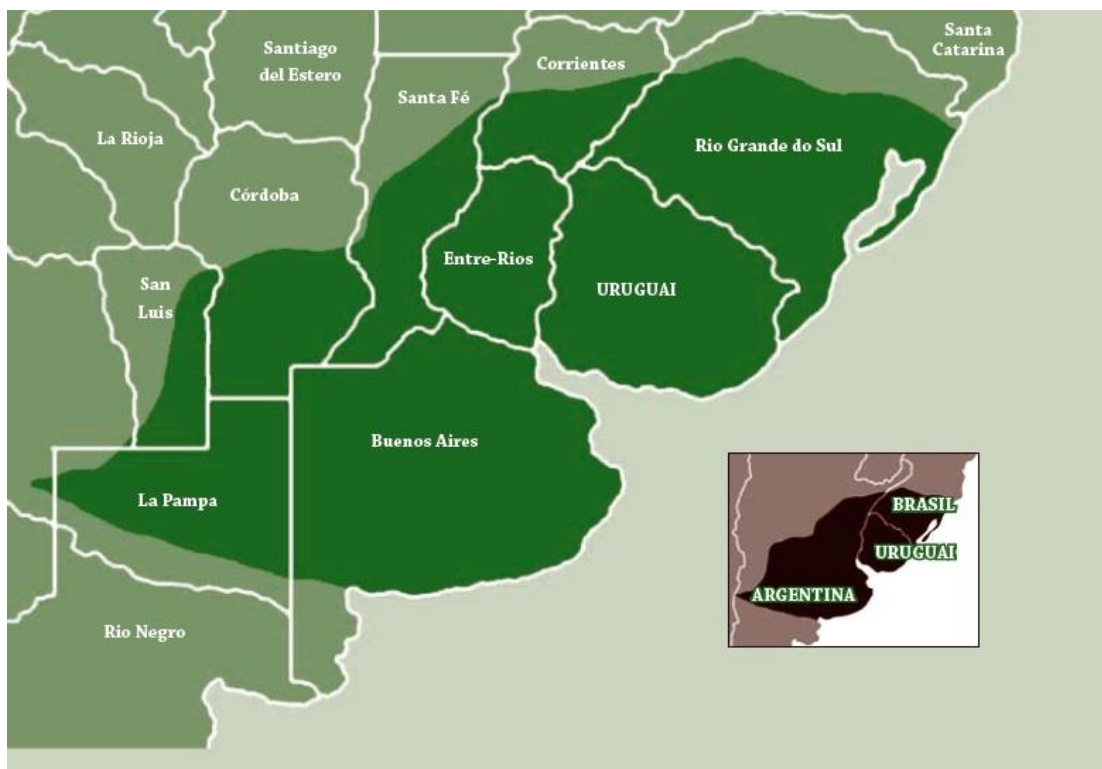 Santa
Catarina
Santiago
del Estero
Corrientes
Santa Fé
La Rioja
Rio Grande do Sul
Córdoba
Entre-Rios
San
Luis
URUGUAI
Buenos Aires
La Pampa
BRASIL
URUGUAI
ARGENTINA
Rio Negro